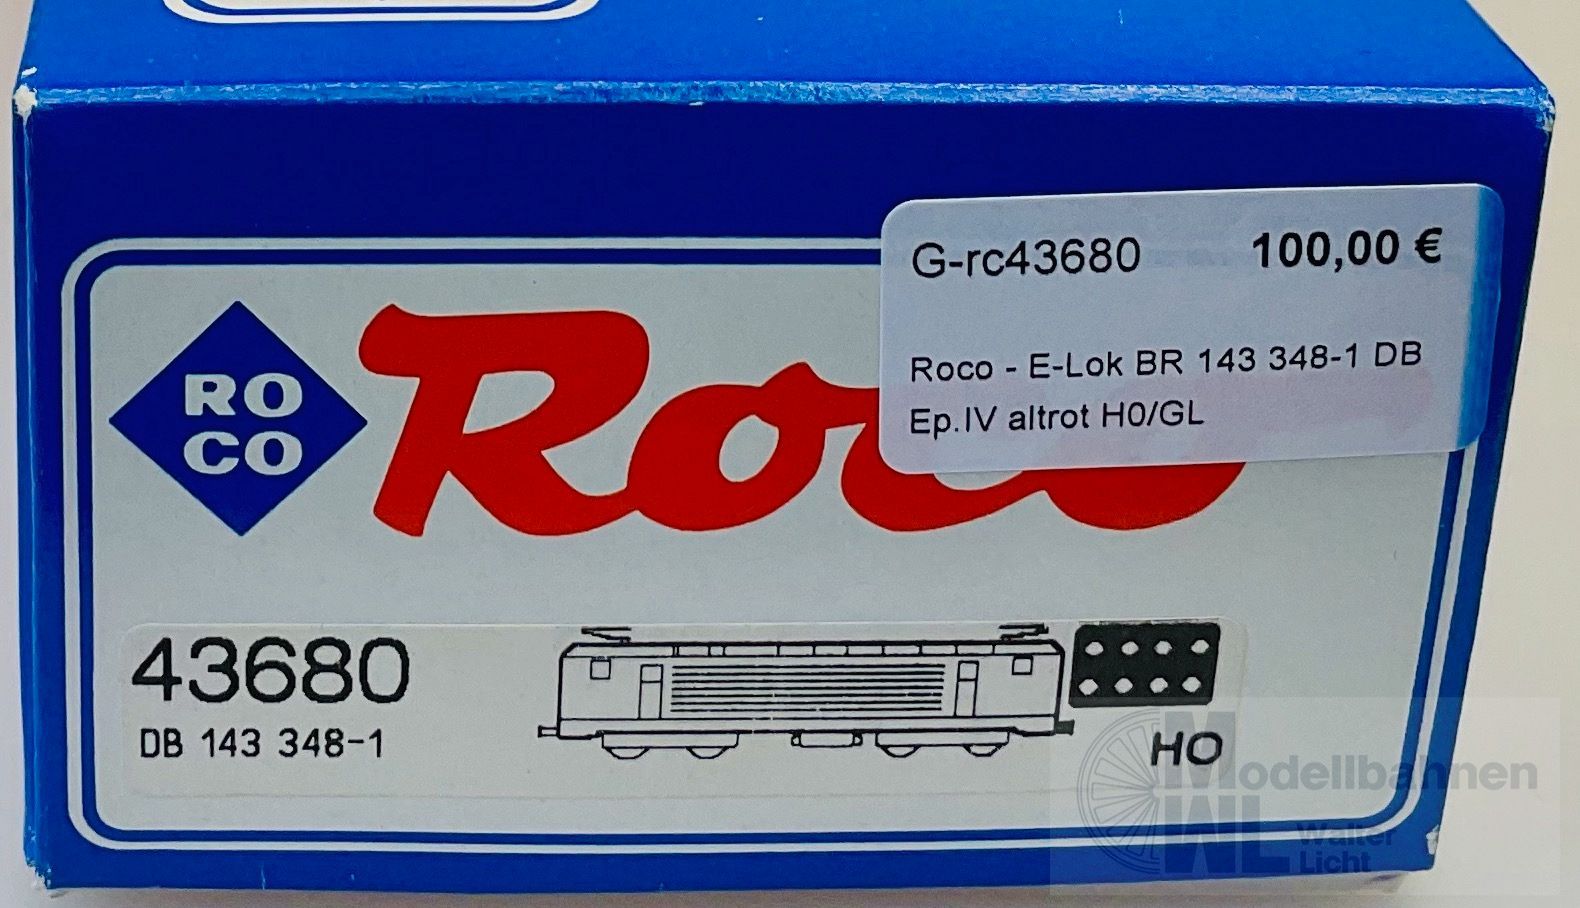 G-rc43680 100,00 €
Roco - E-Lok BR 143 348-1 DB
Ep.IV altrot H0/GL
RO
CO
Roco
43680
DB 143 348-1
HO
Modellbahnen
WL Walter
Licht